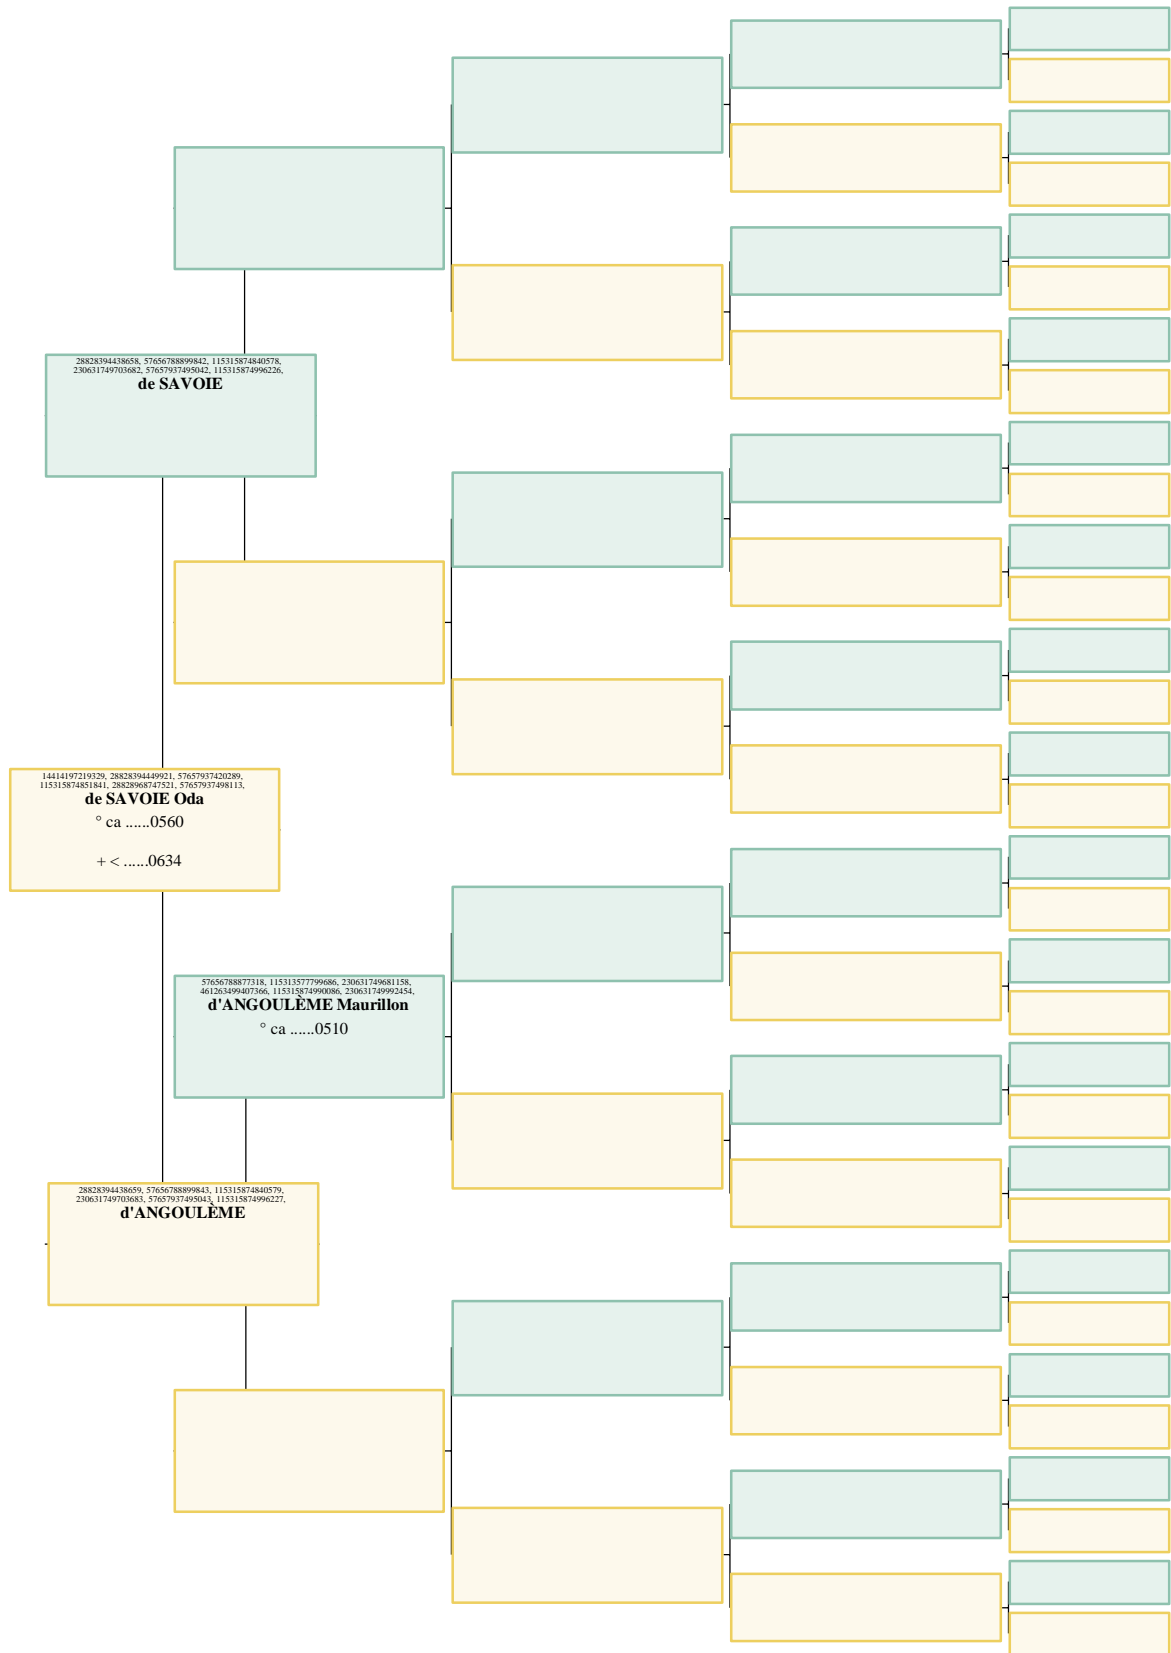 28828394438658, 57656788899842, 115315874840578,
230631749703682, 57657937495042, 115315874996226,
de SAVOIE
14414197219329, 28828394449921, 57657937420289,
115315874851841, 28828968747521, 57657937498113,
de SAVOIE Oda
° ca ......0560
+ < ......0634
57656788877318, 115313577799686, 230631749681158,
461263499407366, 115315874990086, 230631749992454,
d'ANGOULÈME Maurillon
° ca ......0510
28828394438659, 57656788899843, 115315874840579,
230631749703683, 57657937495043, 115315874996227,
d'ANGOULÈME